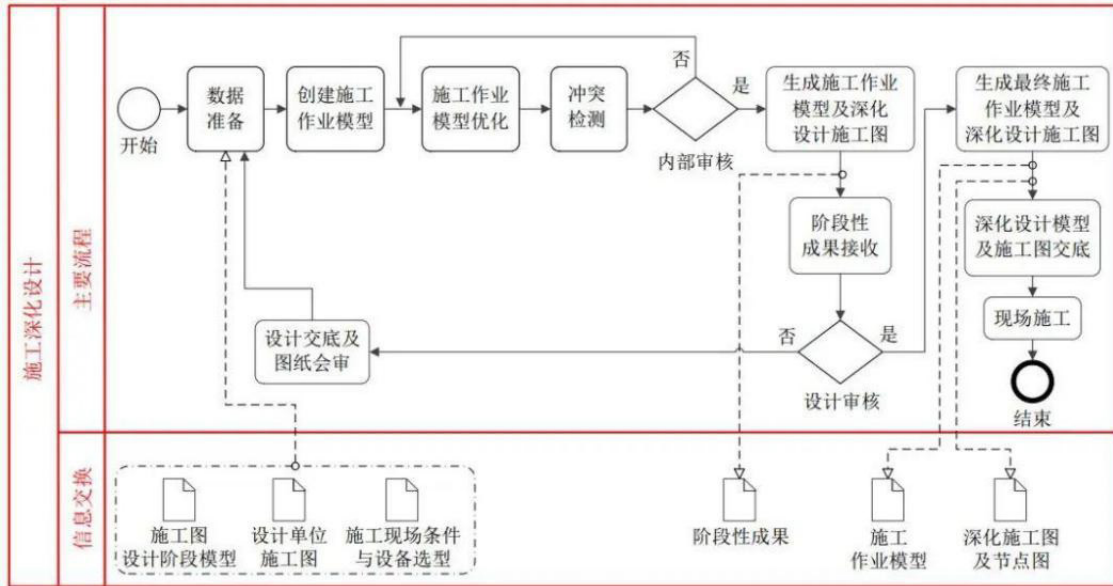 施工深化设计
主要流程
开始
数据
准备
创建施工
作业模型
施工作业
模型优化
冲突
检测
否
是
内部审核
生成施工作业
模型及深化
设计施工图
生成最终施工
作业模型及
深化设计施工图
阶段性
成果接收
深化设计模型
及施工图交底
设计交底及
图纸会审
否
是
设计审核
现场施工
结束
信息交换
施工图
设计阶段模型
设计单位
施工图
施工现场条件
与设备选型
阶段性成果
施工
作业模型
深化施工图
及节点图